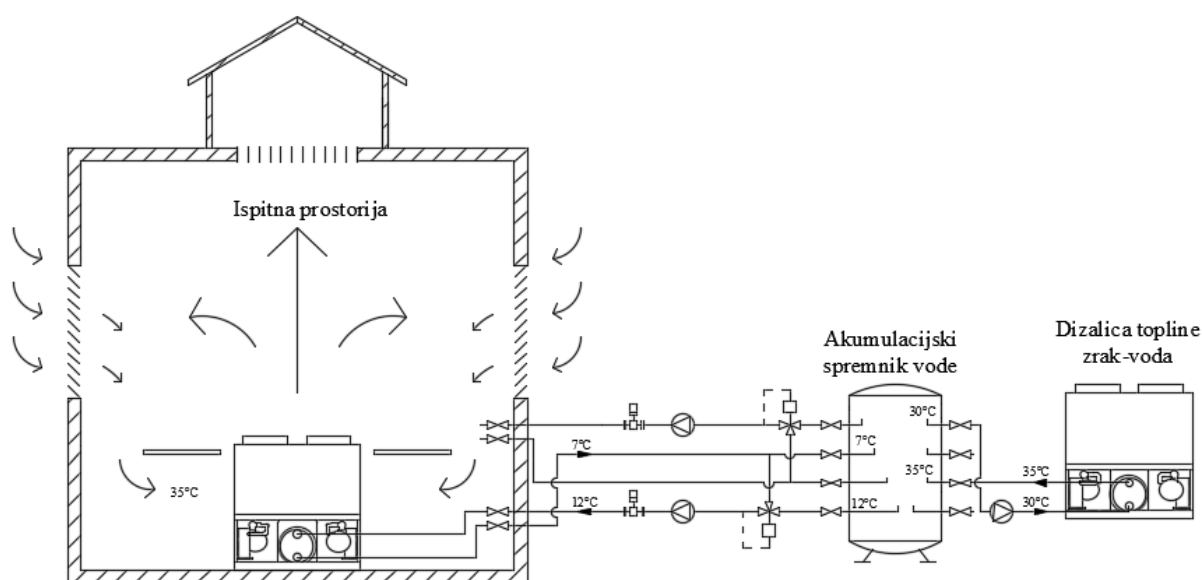 Ispitna prostorija
Akumulacijski
spremnik vode
Dizalica topline
zrak-voda
30°C
7°C
7°C
35°C
35°C
35°C
12°C
12°C
30°C